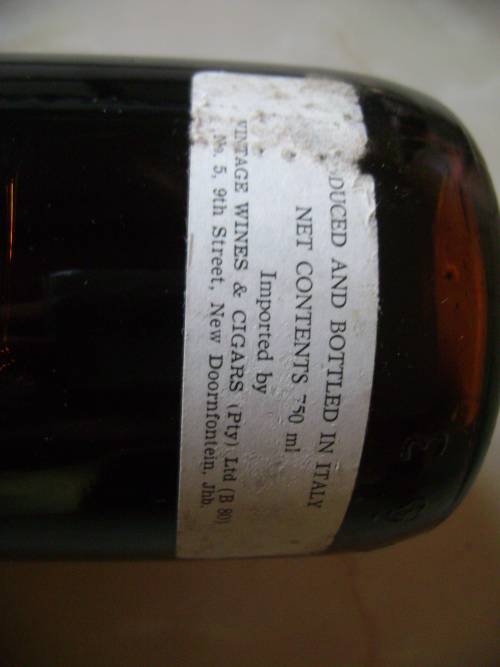 DUCED AND BOTTLED IN ITALY
NET CONTENTS 750 ml
Imported by
VINTAGE WINES & CIGARS (Pty) Ltd (B 80)
No. 5, 9th Street, New Doornfontein, Jhb.